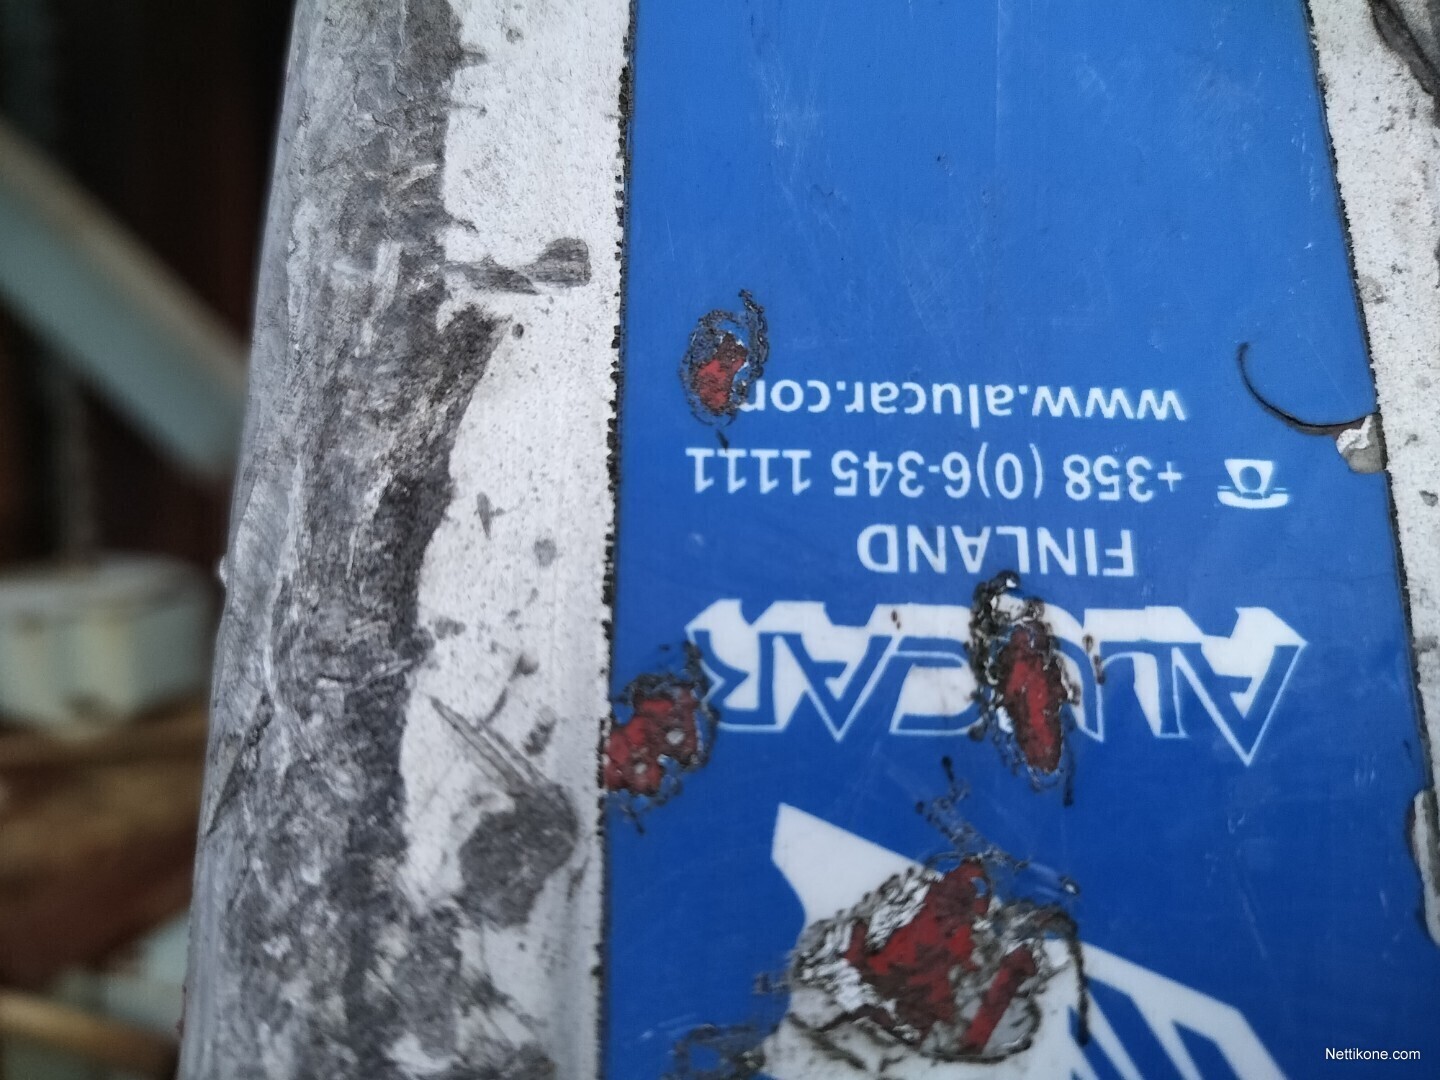 ALUCAR
FINLAND
+358 (0)6-345 1111
www.alucar.com
Nettikone.com